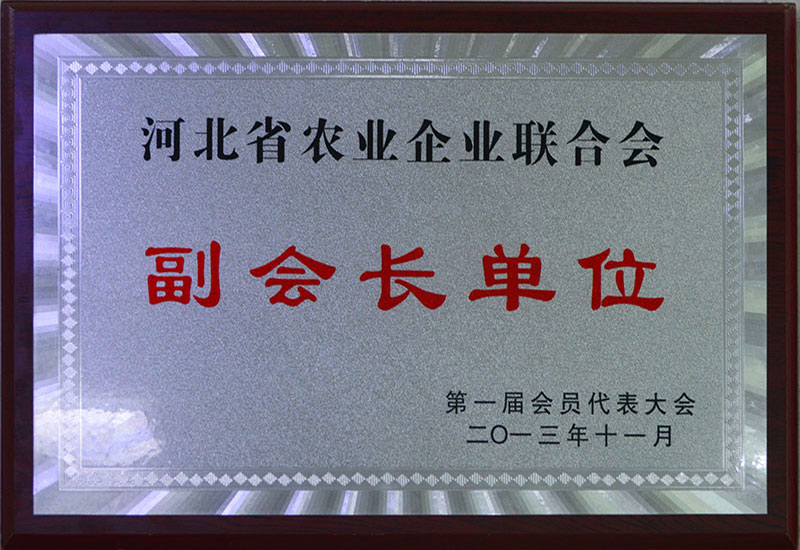 河北省农业企业联合会
副会长单位
第一届会员代表大会
二〇一三年十一月